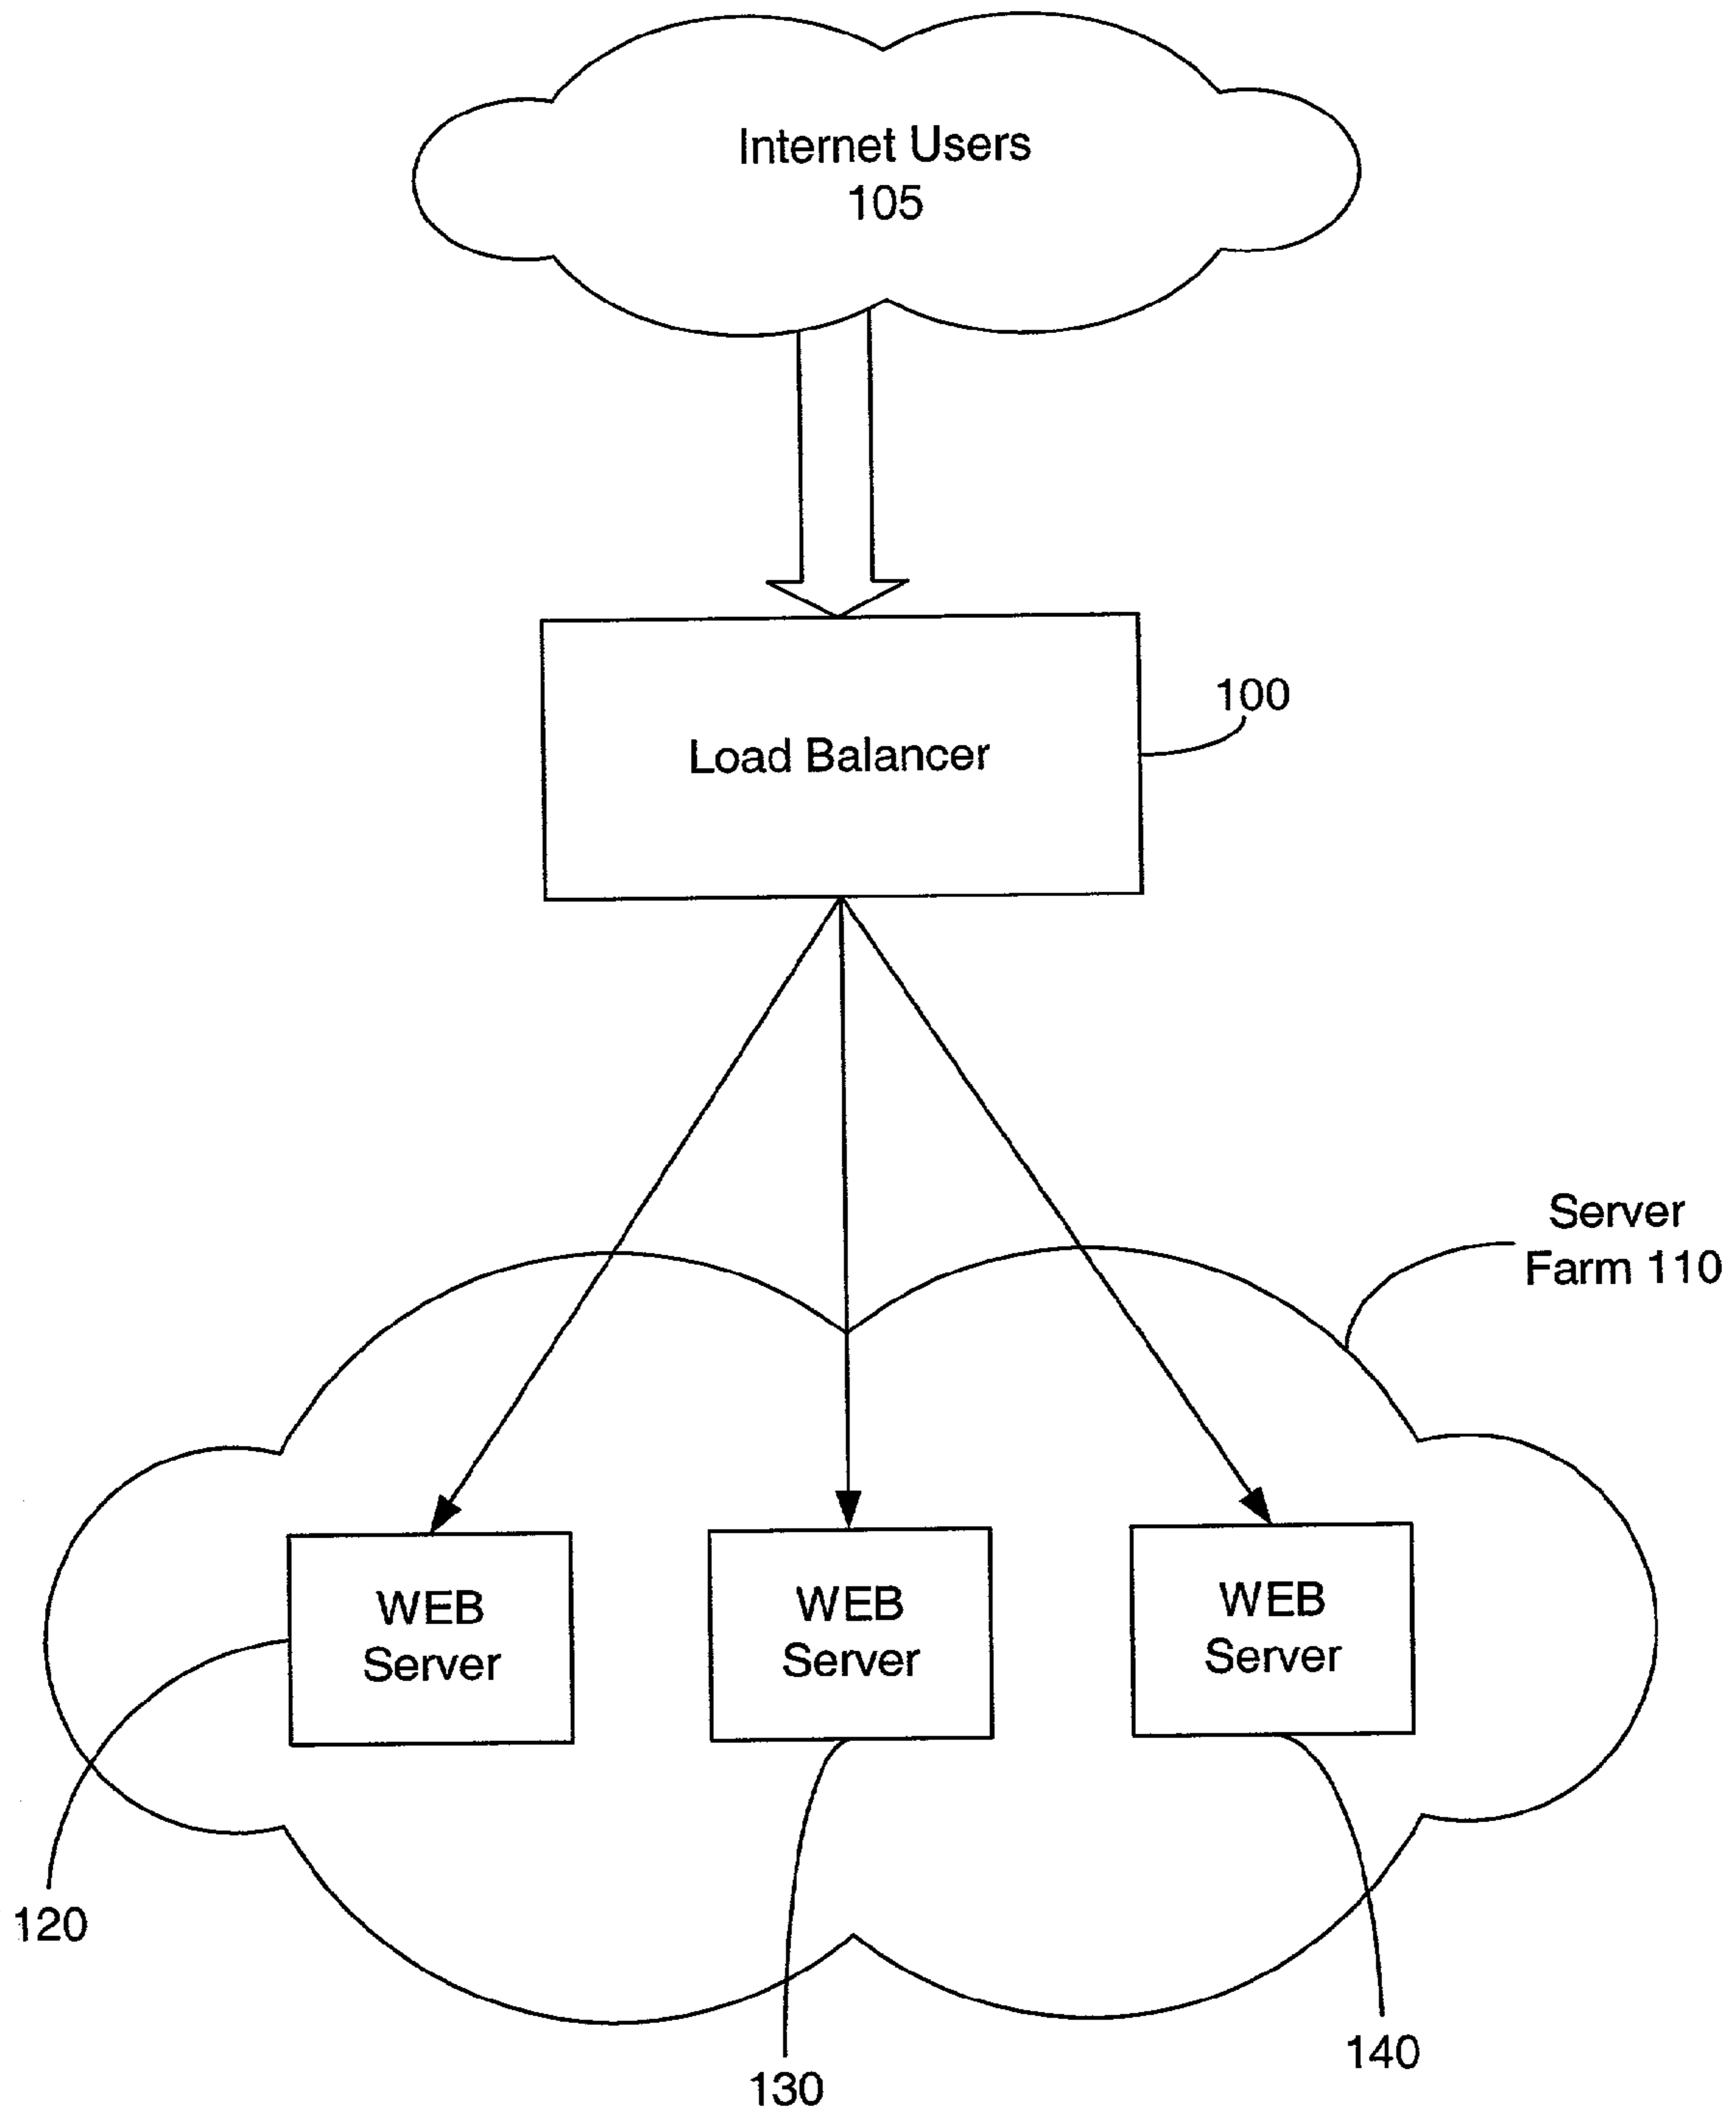 Internet Users
105
100
Load Balancer
Server
Farm 110
WEB
Server
WEB
Server
WEB
Server
120
130
140